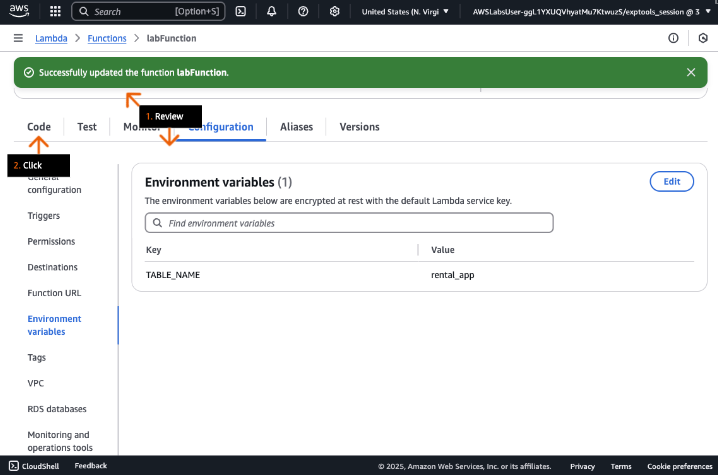 aws
Search [Option+S] United States (N. Virgi AWSLabsUser-ggL1YXUQVhyatMu7KtwuzS/exptools_session @ 3
Lambda Functions labFunction
Successfully updated the function labFunction.
1. Review
Code Test Monitor Configuration Aliases Versions
2. Click
General
configuration
Triggers
Permissions
Destinations
Function URL
Environment
variables
Tags
VPC
RDS databases
Monitoring and
operations tools
Environment variables (1) Edit
The environment variables below are encrypted at rest with the default Lambda service key.
Find environment variables
Key Value
TABLE_NAME rental_app
CloudShell Feedback © 2025, Amazon Web Services, Inc. or its affiliates. Privacy Terms Cookie preferences